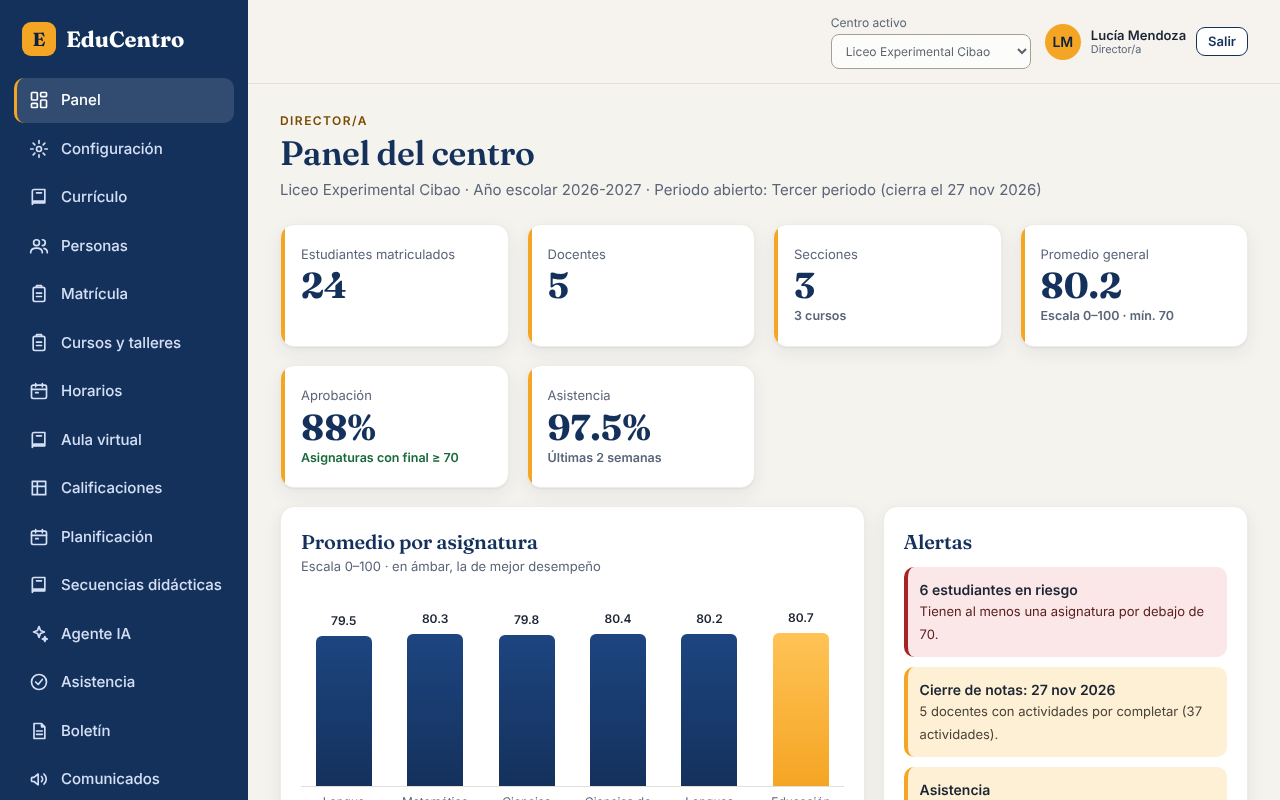 E EduCentro
Panel
Configuración
Currículo
Personas
Matrícula
Cursos y talleres
Horarios
Aula virtual
Calificaciones
Planificación
Secuencias didácticas
Agente IA
Asistencia
Boletín
Comunicados
Centro activo
Liceo Experimental Cibao
LM
Lucía Mendoza
Director/a
Salir
DIRECTOR/A
Panel del centro
Liceo Experimental Cibao · Año escolar 2026-2027 · Periodo abierto: Tercer periodo (cierra el 27 nov 2026)
Estudiantes matriculados
24
Docentes
5
Secciones
3
3 cursos
Promedio general
80.2
Escala 0–100 · mín. 70
Aprobación
88%
Asignaturas con final ≥ 70
Asistencia
97.5%
Últimas 2 semanas
Promedio por asignatura
Escala 0–100 · en ámbar, la de mejor desempeño
79.5 80.3 79.8 80.4 80.2 80.7
Lengua Matemática Ciencias Ciencias de Lenguas Educación
Alertas
6 estudiantes en riesgo
Tienen al menos una asignatura por debajo de
70.
Cierre de notas: 27 nov 2026
5 docentes con actividades por completar (37
actividades).
Asistencia